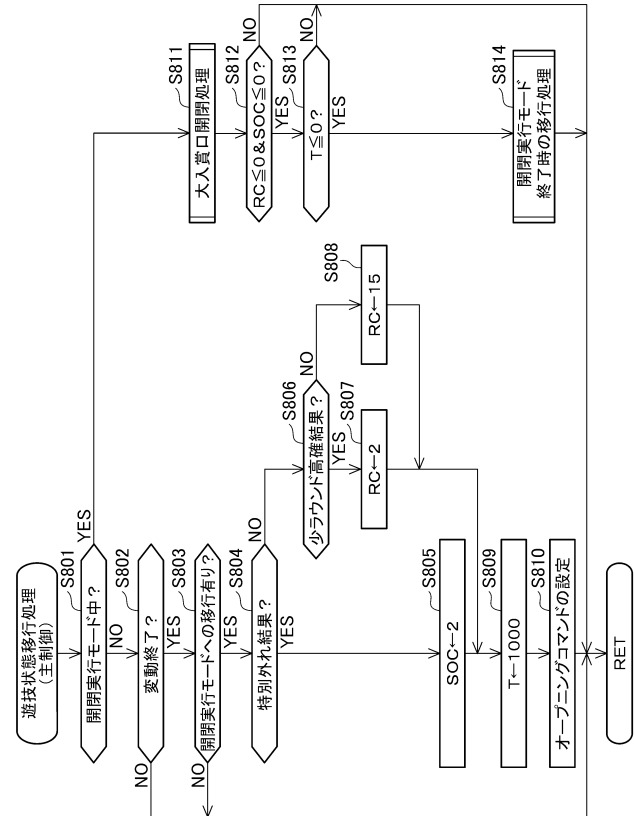 遊技状態移行処理
(主制御)
S801
開閉実行モード中?
YES
NO
S802
変動終了?
NO
YES
S803
開閉実行モードへの移行有り?
NO
YES
S804
特別外れ結果?
NO
YES
S805
SOC←2
S806
少ラウンド高確結果?
NO
YES
S807
RC←2
S808
RC←15
S809
T←1000
S810
オープニングコマンドの設定
S811
大入賞口開閉処理
S812
RC≦0&SOC≦0?
NO
YES
S813
T≦0?
NO
YES
S814
開閉実行モード
終了時の移行処理
RET